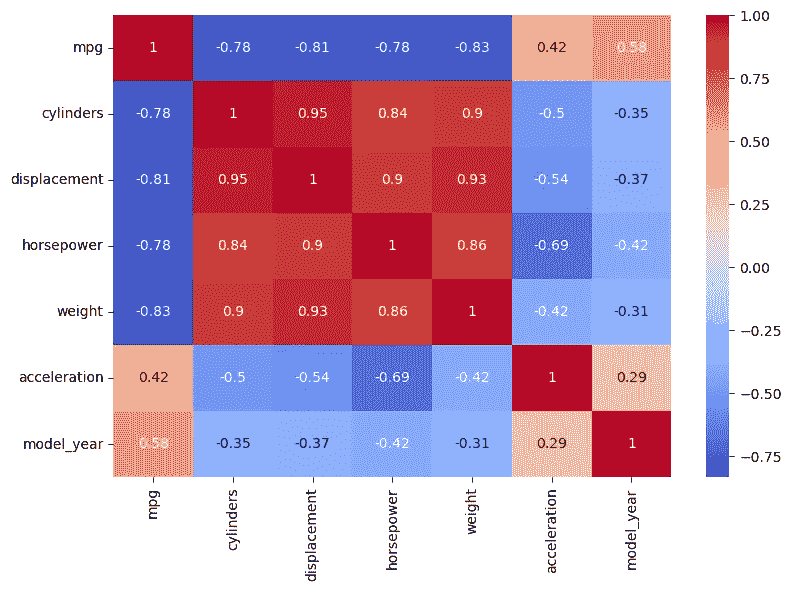 mpg 1 -0.78 -0.81 -0.78 -0.83 0.42 0.58
cylinders -0.78 1 0.95 0.84 0.9 -0.5 -0.35
displacement -0.81 0.95 1 0.9 0.93 -0.54 -0.37
horsepower -0.78 0.84 0.9 1 0.86 -0.69 -0.42
weight -0.83 0.9 0.93 0.86 1 -0.42 -0.31
acceleration 0.42 -0.5 -0.54 -0.69 -0.42 1 0.29
model_year 0.58 -0.35 -0.37 -0.42 -0.31 0.29 1
mpg cylinders displacement horsepower weight acceleration model_year
1.00
0.75
0.50
0.25
0.00
−0.25
−0.50
−0.75